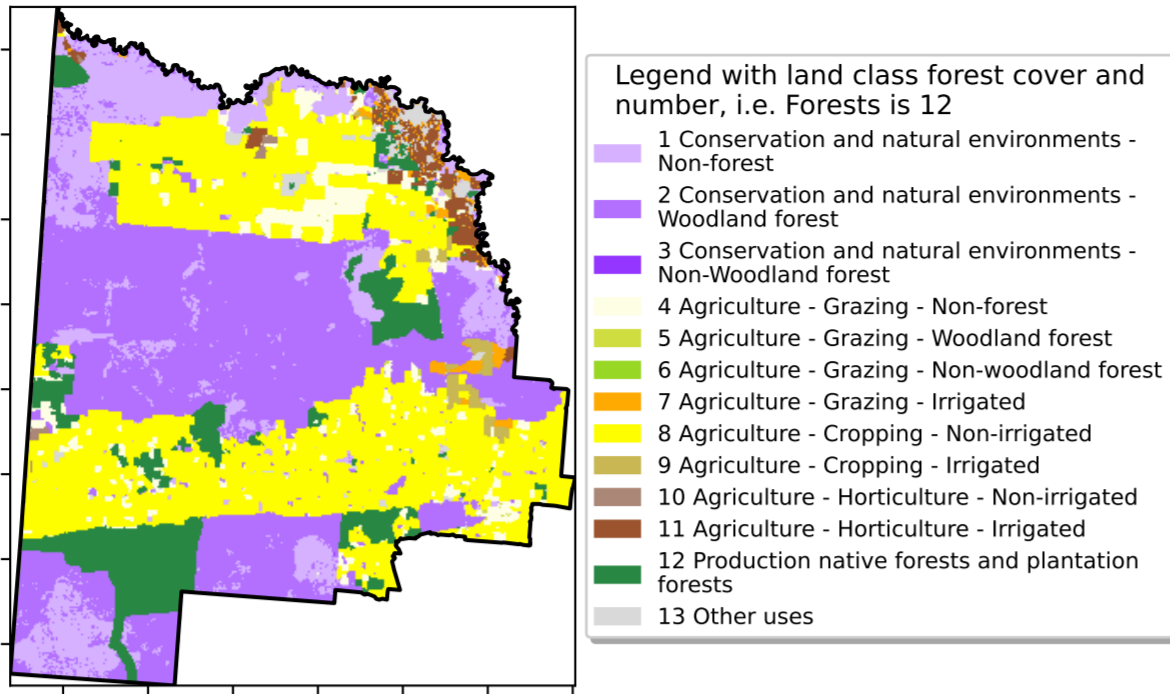 Legend with land class forest cover and
number, i.e. Forests is 12
1 Conservation and natural environments -
Non-forest
2 Conservation and natural environments -
Woodland forest
3 Conservation and natural environments -
Non-Woodland forest
4 Agriculture - Grazing - Non-forest
5 Agriculture - Grazing - Woodland forest
6 Agriculture - Grazing - Non-woodland forest
7 Agriculture - Grazing - Irrigated
8 Agriculture - Cropping - Non-irrigated
9 Agriculture - Cropping - Irrigated
10 Agriculture - Horticulture - Non-irrigated
11 Agriculture - Horticulture - Irrigated
12 Production native forests and plantation
forests
13 Other uses